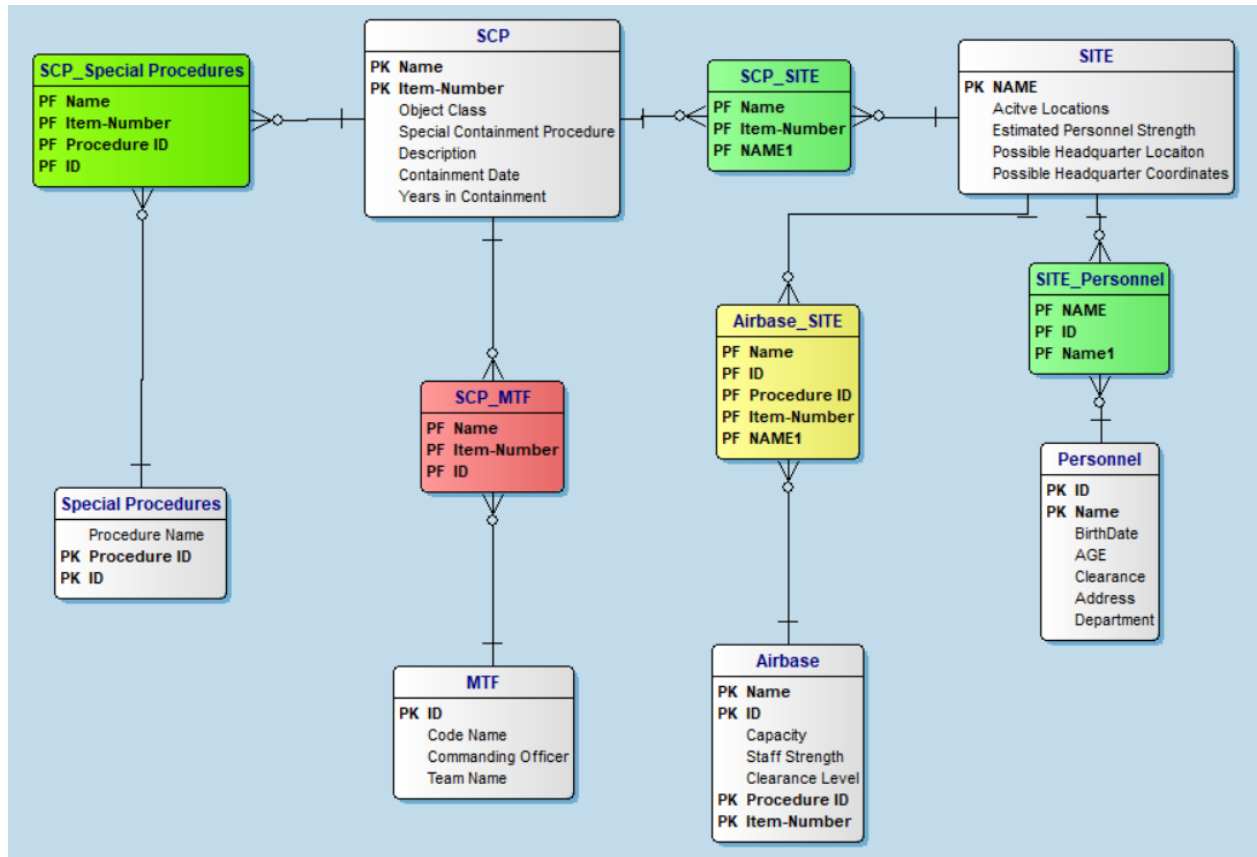 SCP_Special Procedures
PF Name
PF Item-Number
PF Procedure ID
PF ID
SCP
PK Name
PK Item-Number
Object Class
Special Containment Procedure
Description
Containment Date
Years in Containment
SCP_SITE
PF Name
PF Item-Number
PF NAME1
SITE
PK NAME
Acitve Locations
Estimated Personnel Strength
Possible Headquarter Locaiton
Possible Headquarter Coordinates
SITE_Personnel
PF NAME
PF ID
PF Name1
Airbase_SITE
PF Name
PF ID
PF Procedure ID
PF Item-Number
PF NAME1
SCP_MTF
PF Name
PF Item-Number
PF ID
Personnel
PK ID
PK Name
BirthDate
AGE
Clearance
Address
Department
Special Procedures
Procedure Name
PK Procedure ID
PK ID
MTF
PK ID
Code Name
Commanding Officer
Team Name
Airbase
PK Name
PK ID
Capacity
Staff Strength
Clearance Level
PK Procedure ID
PK Item-Number